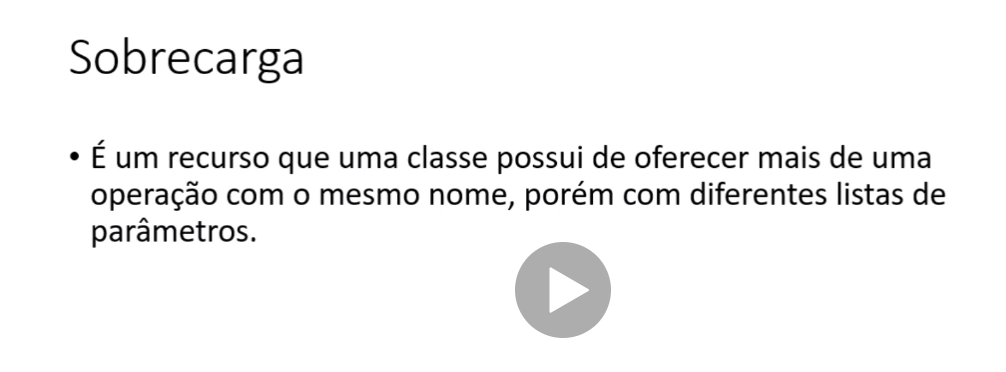 Sobrecarga
• É um recurso que uma classe possui de oferecer mais de uma
operação com o mesmo nome, porém com diferentes listas de
parâmetros.